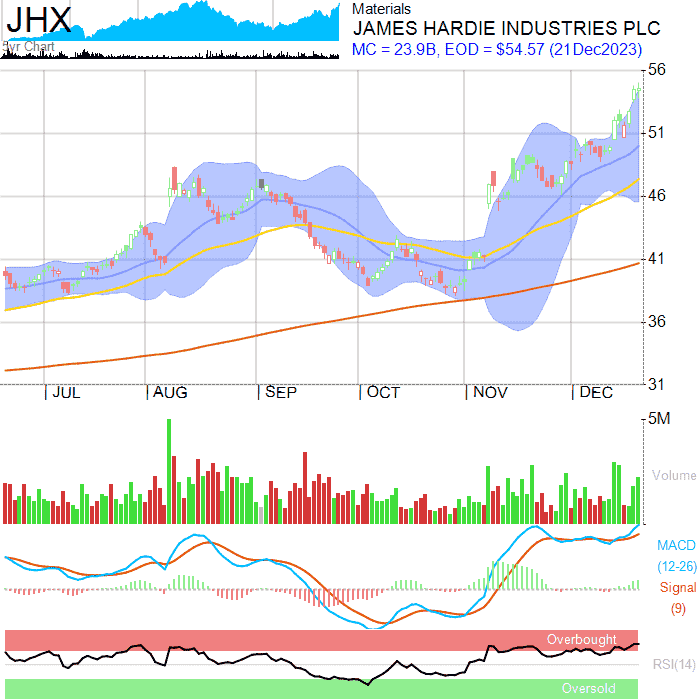 JHX
5yr Chart
Materials
JAMES HARDIE INDUSTRIES PLC
MC = 23.9B, EOD = $54.57 (21Dec2023)
56
51
46
41
36
31
JUL
AUG
SEP
OCT
NOV
DEC
5M
Volume
MACD
(12-26)
Signal
(9)
Overbought
RSI(14)
Oversold